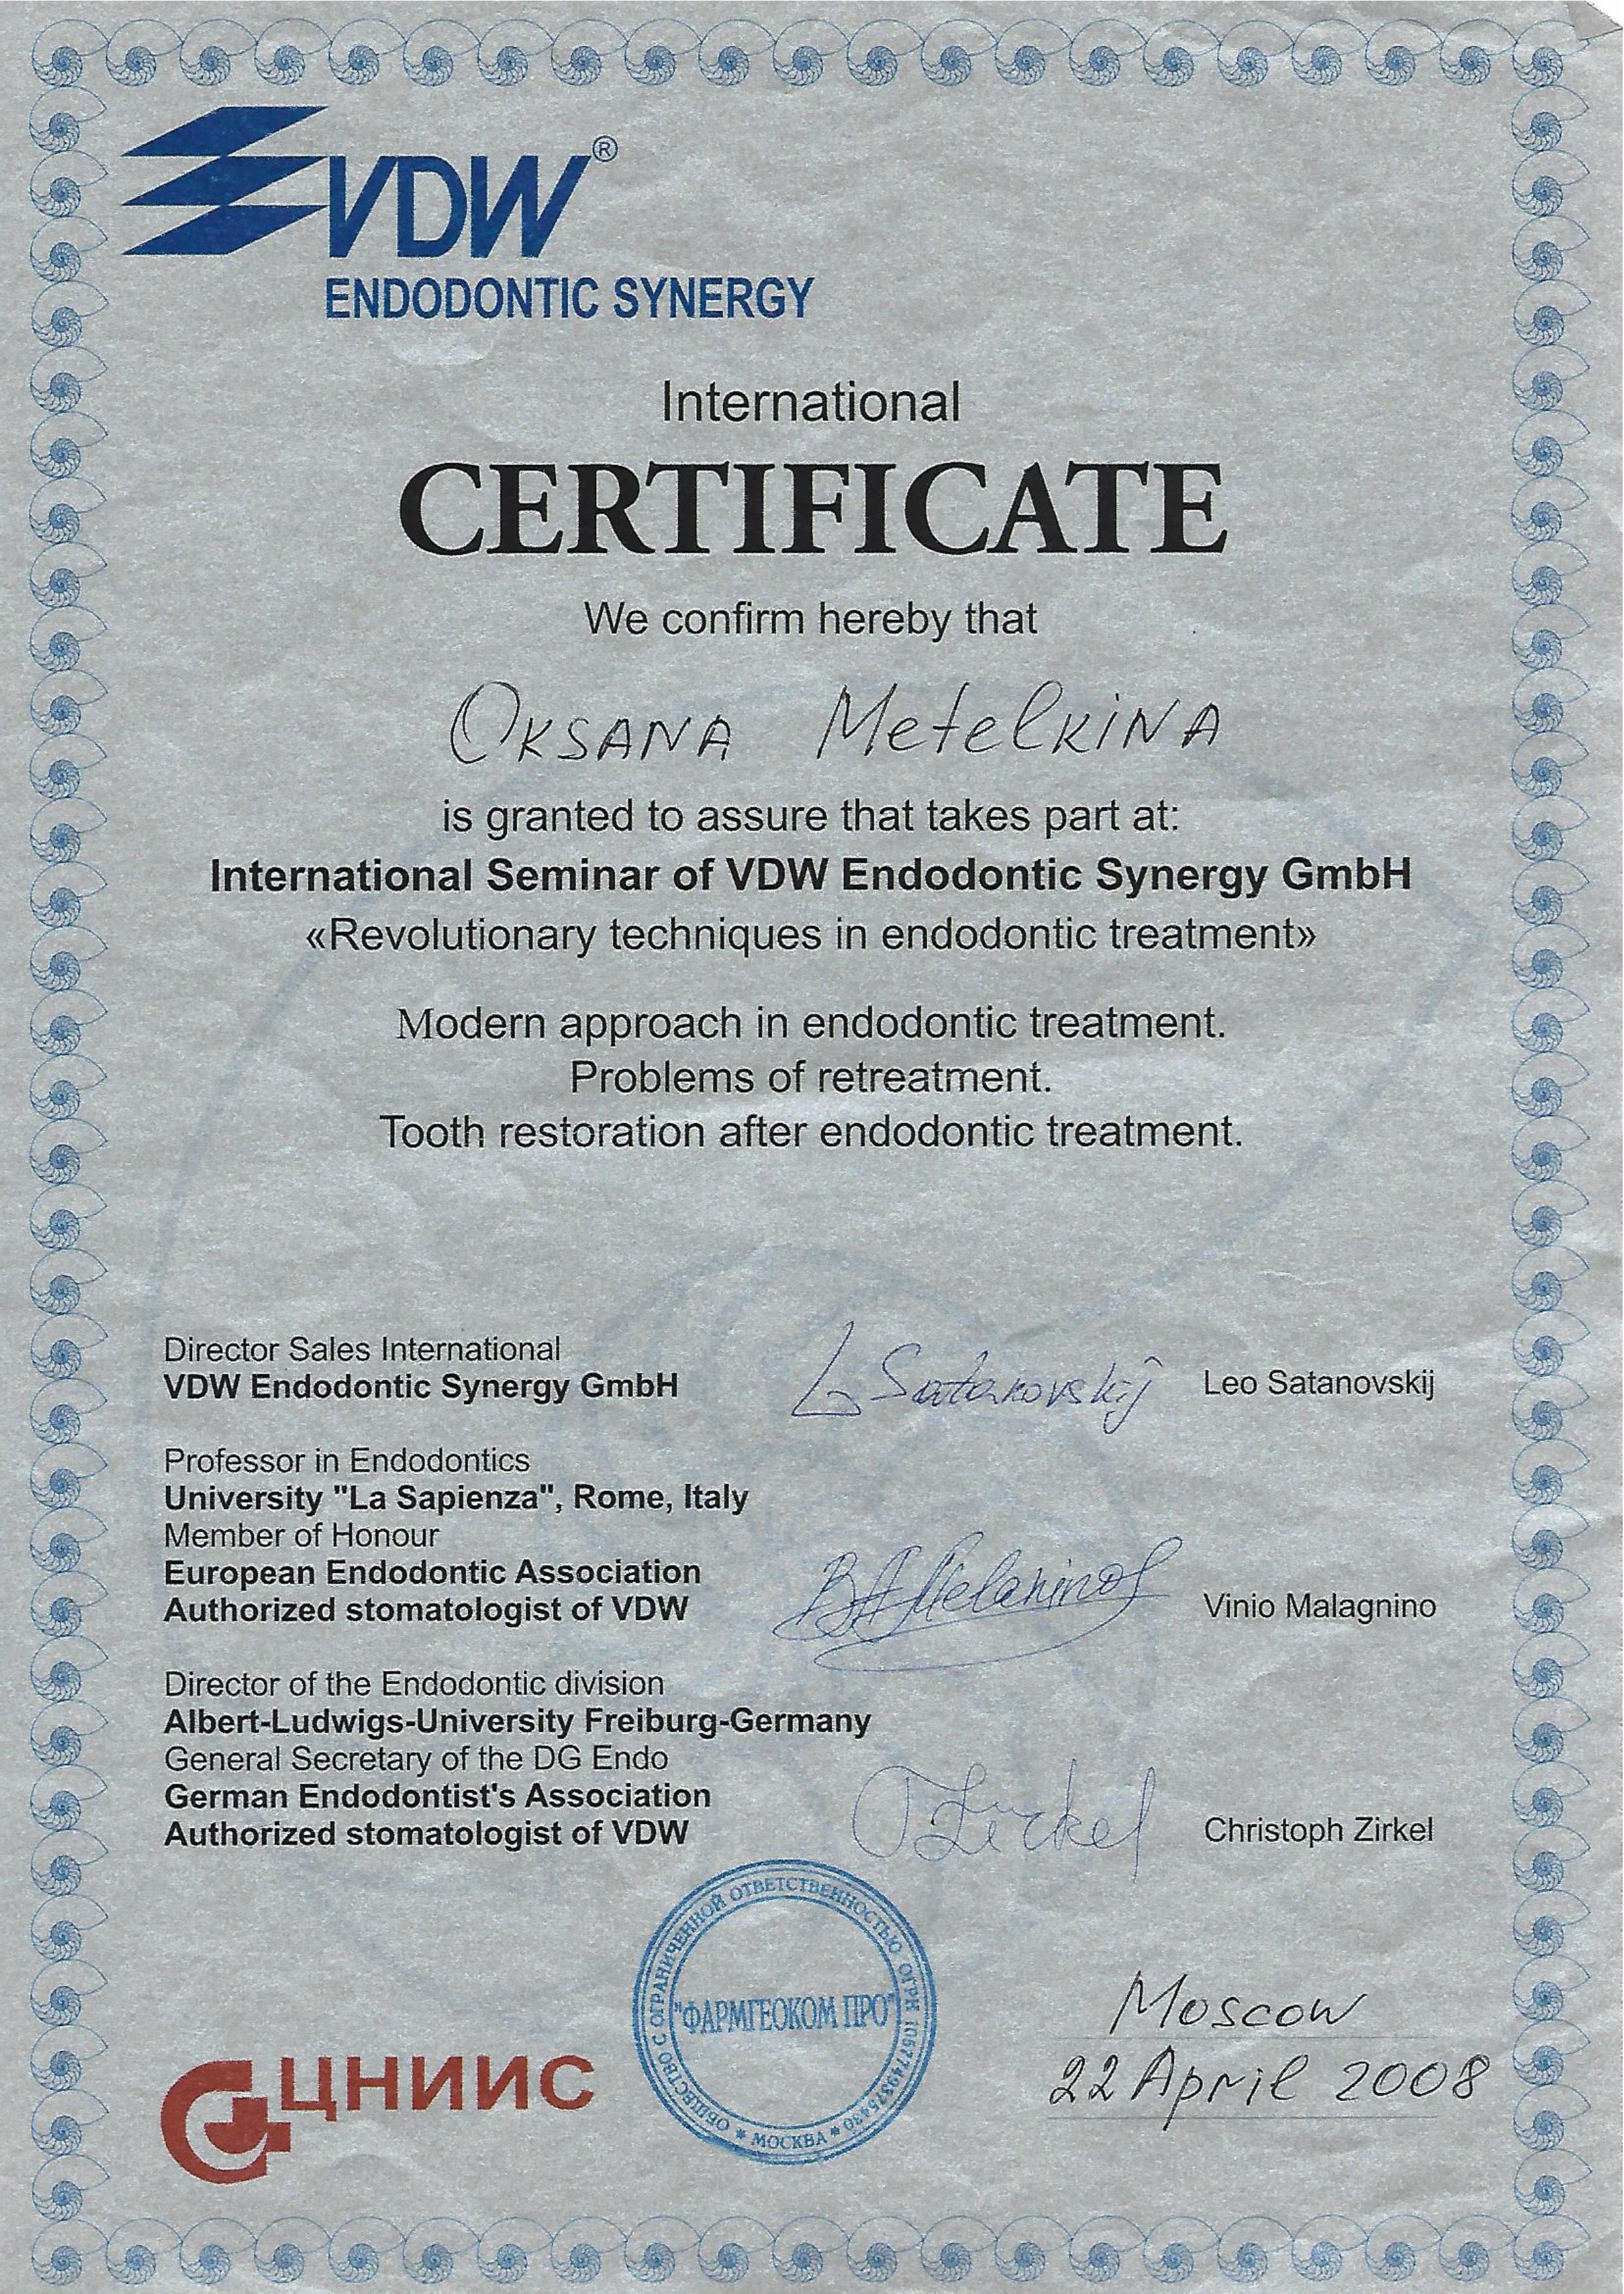 VDW®
ENDODONTIC SYNERGY
International
CERTIFICATE
We confirm hereby that
Oksana Metelkina
is granted to assure that takes part at:
International Seminar of VDW Endodontic Synergy GmbH
«Revolutionary techniques in endodontic treatment»
Modern approach in endodontic treatment.
Problems of retreatment.
Tooth restoration after endodontic treatment.
Director Sales International
VDW Endodontic Synergy GmbH
L Satanovskij
Leo Satanovskij
Professor in Endodontics
University "La Sapienza", Rome, Italy
Member of Honour
European Endodontic Association
Authorized stomatologist of VDW
Vinio Malagnino
Director of the Endodontic division
Albert-Ludwigs-University Freiburg-Germany
General Secretary of the DG Endo
German Endodontist's Association
Authorized stomatologist of VDW
Zirkel
Christoph Zirkel
ОБЩЕСТВО С ОГРАНИЧЕННОЙ ОТВЕТСТВЕННОСТЬЮ ОГРН
"ФАРМГЕОКОМ ПРО"
* МОСКВА *
ЦНИИС
Moscow
22 April 2008